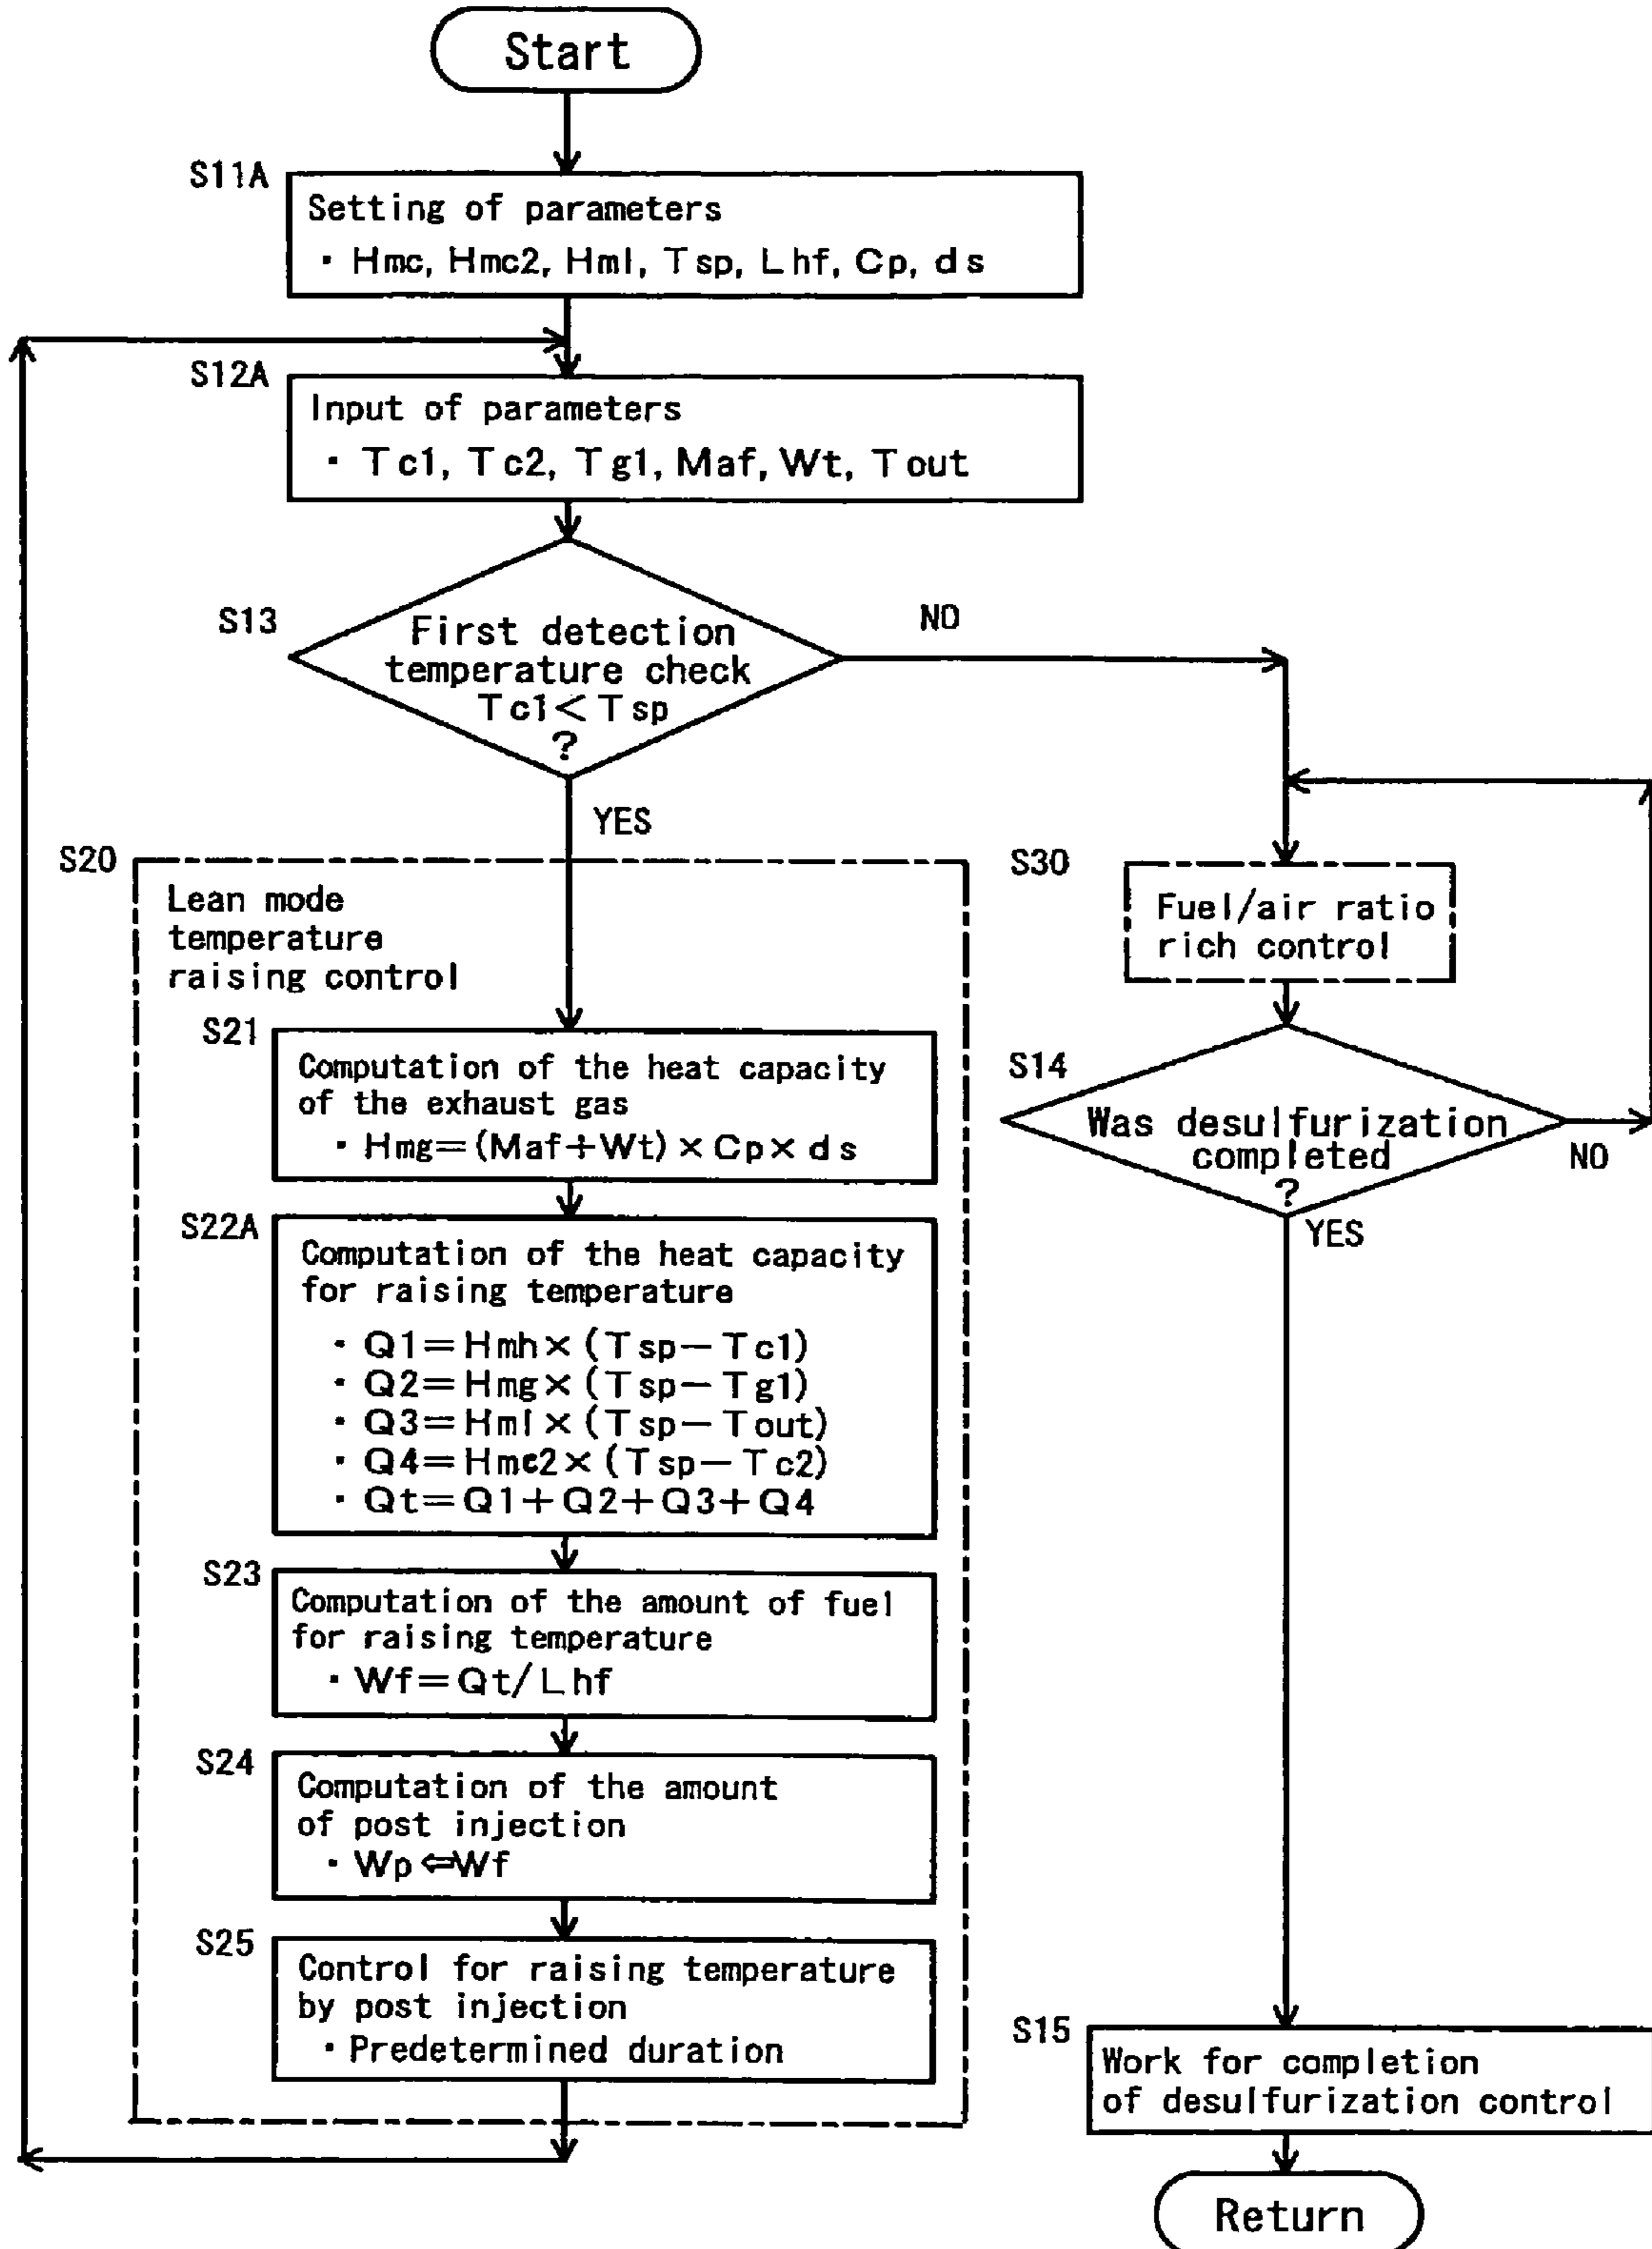 Start
S11A
Setting of parameters
・Hmc, Hmc2, Hml, Tsp, Lhf, Cp, ds
S12A
Input of parameters
・Tc1, Tc2, Tg1, Maf, Wt, Tout
S13
First detection
temperature check
Tc1<Tsp
?
NO
YES
S20
Lean mode
temperature
raising control
S21
Computation of the heat capacity
of the exhaust gas
・Hmg=(Maf+Wt)×Cp×ds
S22A
Computation of the heat capacity
for raising temperature
・Q1=Hmh×(Tsp−Tc1)
・Q2=Hmg×(Tsp−Tg1)
・Q3=Hml×(Tsp−Tout)
・Q4=Hmc2×(Tsp−Tc2)
・Qt=Q1+Q2+Q3+Q4
S23
Computation of the amount of fuel
for raising temperature
・Wf=Qt/Lhf
S24
Computation of the amount
of post injection
・Wp⇐Wf
S25
Control for raising temperature
by post injection
・Predetermined duration
S30
Fuel/air ratio
rich control
S14
Was desulfurization
completed
?
NO
YES
S15
Work for completion
of desulfurization control
Return